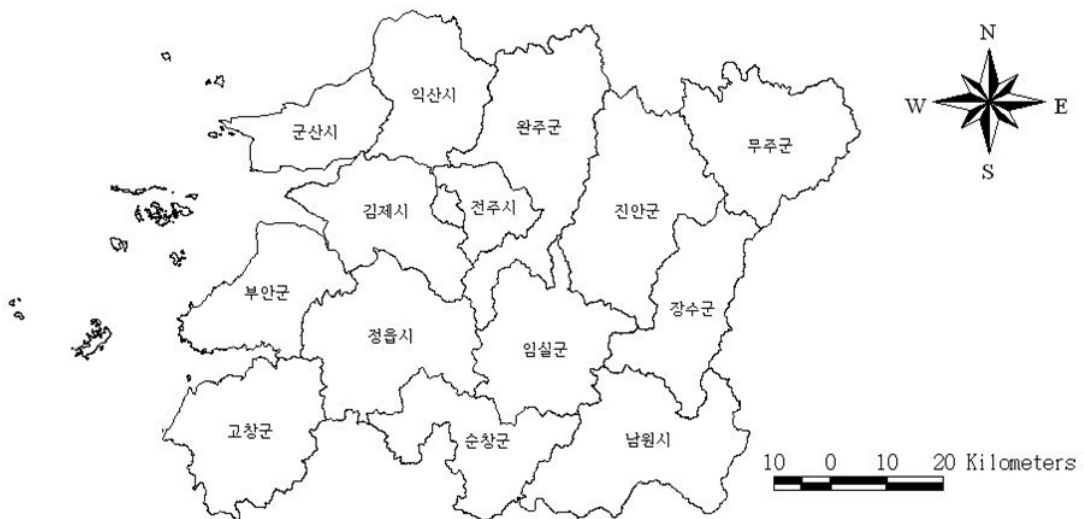 N
W E
S
익산시
군산시
완주군
무주군
김제시
전주시
진안군
부안군
장수군
정읍시
임실군
고창군
순창군
남원시
10 0 10 20 Kilometers